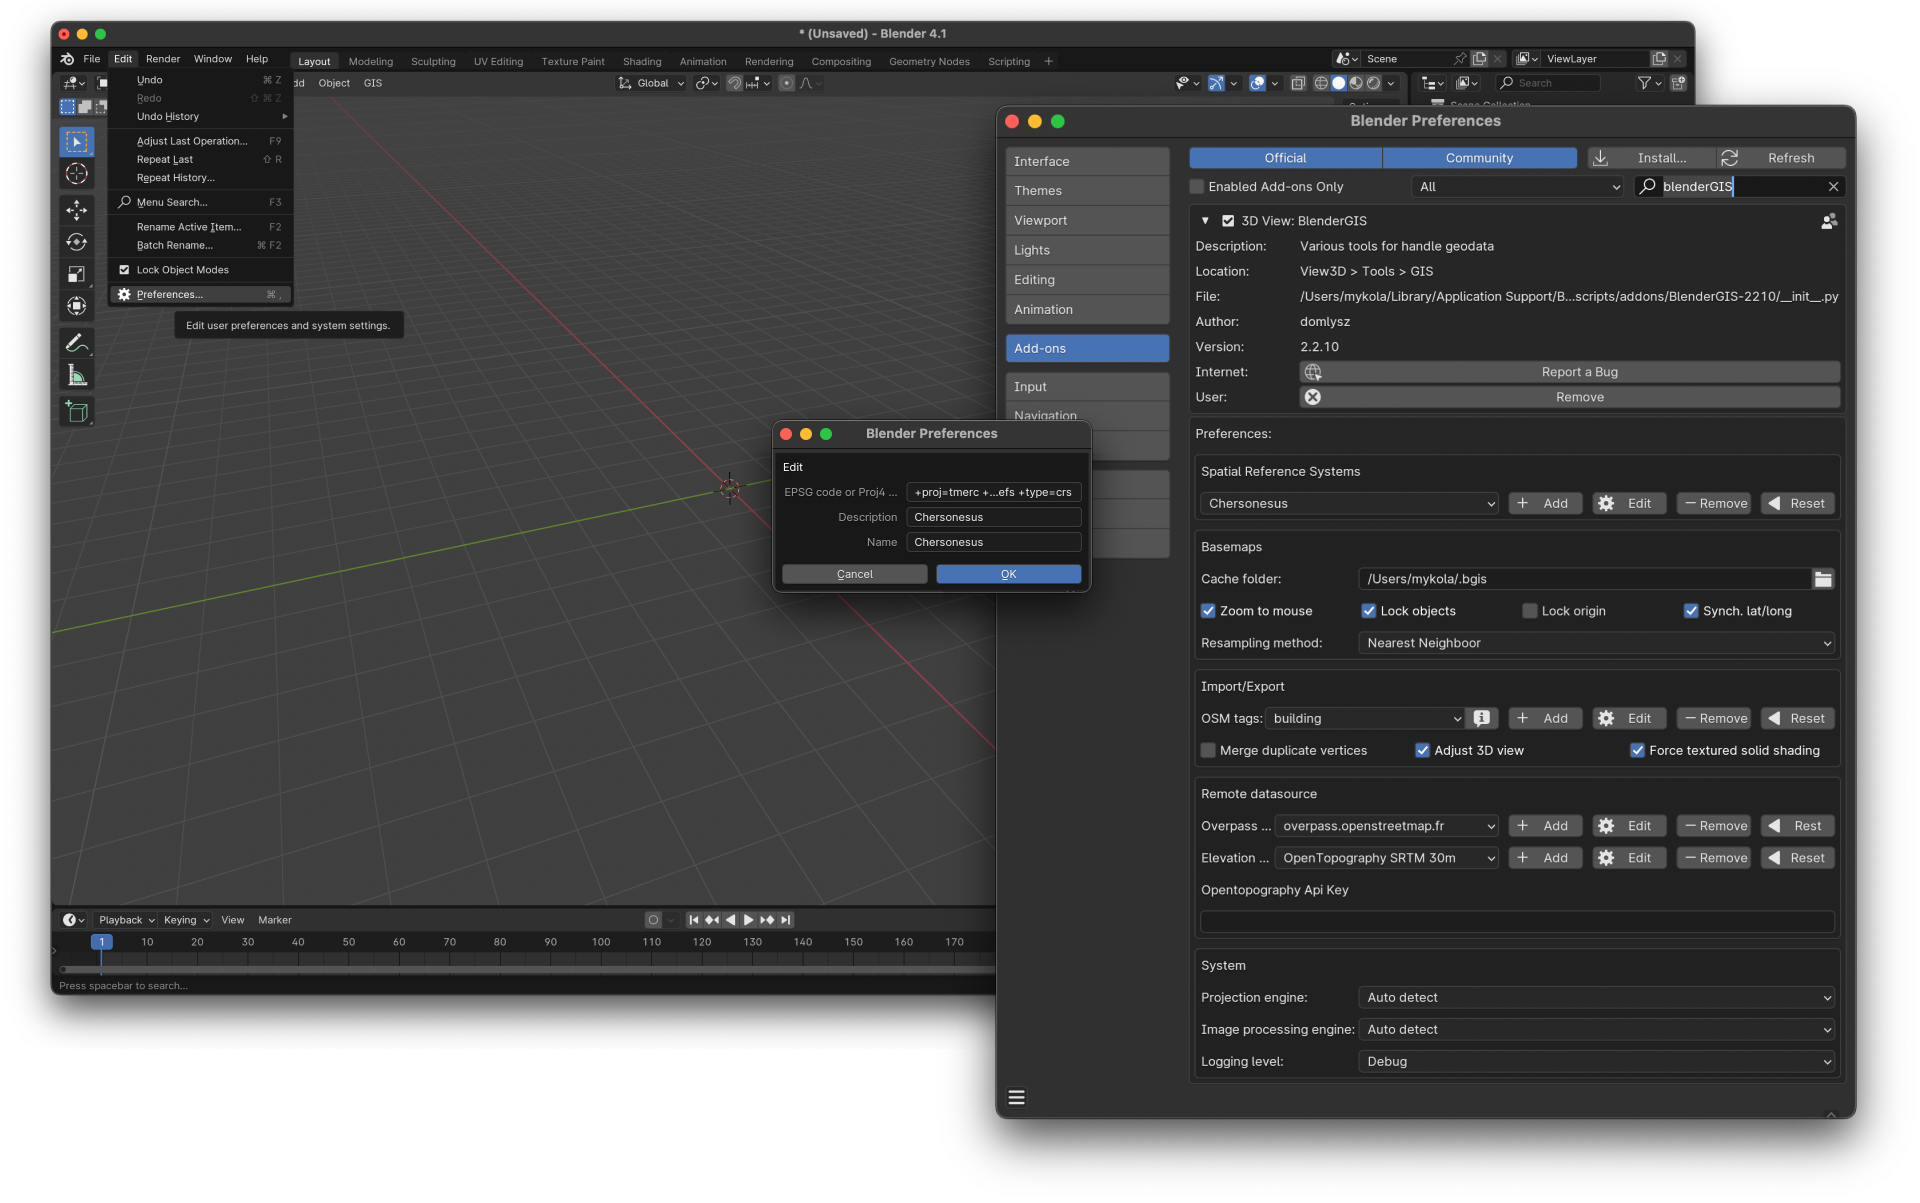 * (Unsaved) - Blender 4.1
File Edit Render Window Help Layout Modeling Sculpting UV Editing Texture Paint Shading Animation Rendering Compositing Geometry Nodes Scripting + Scene ViewLayer
dd Object GIS Global Search
Undo ⌘ Z
Redo ⇧ ⌘ Z
Undo History
Adjust Last Operation... F9
Repeat Last ⇧ R
Repeat History...
Menu Search... F3
Rename Active Item... F2
Batch Rename... ⌘ F2
Lock Object Modes
Preferences... ⌘ ,
Edit user preferences and system settings.
Playback Keying View Marker
1 10 20 30 40 50 60 70 80 90 100 110 120 130 140 150 160 170
Press spacebar to search...
Blender Preferences
Edit
EPSG code or Proj4 ... +proj=tmerc +...efs +type=crs
Description Chersonesus
Name Chersonesus
Cancel OK
Blender Preferences
Interface
Themes
Viewport
Lights
Editing
Animation
Add-ons
Input
Navigation
Official Community Install... Refresh
Enabled Add-ons Only All blenderGIS
3D View: BlenderGIS
Description: Various tools for handle geodata
Location: View3D > Tools > GIS
File: /Users/mykola/Library/Application Support/B...scripts/addons/BlenderGIS-2210/__init__.py
Author: domlysz
Version: 2.2.10
Internet: Report a Bug
User: Remove
Preferences:
Spatial Reference Systems
Chersonesus + Add Edit − Remove Reset
Basemaps
Cache folder: /Users/mykola/.bgis
Zoom to mouse Lock objects Lock origin Synch. lat/long
Resampling method: Nearest Neighboor
Import/Export
OSM tags: building + Add Edit − Remove Reset
Merge duplicate vertices Adjust 3D view Force textured solid shading
Remote datasource
Overpass ... overpass.openstreetmap.fr + Add Edit − Remove Rest
Elevation ... OpenTopography SRTM 30m + Add Edit − Remove Reset
Opentopography Api Key
System
Projection engine: Auto detect
Image processing engine: Auto detect
Logging level: Debug